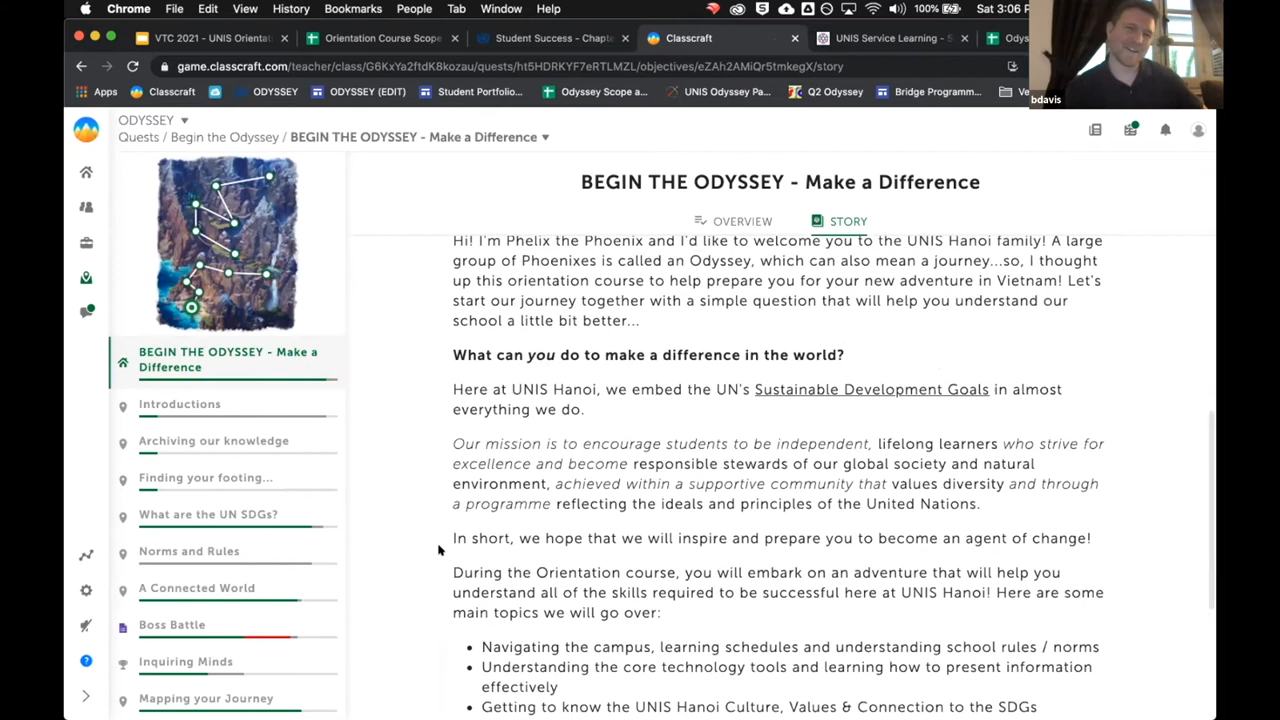 Chrome File Edit View History Bookmarks People Tab Window Help
100% Sat 3:06 PM
VTC 2021 - UNIS Orientat
Orientation Course Scope
Student Success - Chapte
Classcraft
UNIS Service Learning - S
Odys
game.classcraft.com/teacher/class/
/story
Apps Classcraft ODYSSEY ODYSSEY (EDIT) Student Portfolio... Odyssey Scope a... UNIS Odyssey Pa... Q2 Odyssey Bridge Programme... Ve
bdavis
ODYSSEY
Quests / Begin the Odyssey / BEGIN THE ODYSSEY - Make a Difference
BEGIN THE ODYSSEY - Make a
Difference
Introductions
Archiving our knowledge
Finding your footing...
What are the UN SDGs?
Norms and Rules
A Connected World
Boss Battle
Inquiring Minds
Mapping your Journey
BEGIN THE ODYSSEY - Make a Difference
OVERVIEW STORY
Hi! I'm Phelix the Phoenix and I'd like to welcome you to the UNIS Hanoi family! A large
group of Phoenixes is called an Odyssey, which can also mean a journey...so, I thought
up this orientation course to help prepare you for your new adventure in Vietnam! Let's
start our journey together with a simple question that will help you understand our
school a little bit better...
What can you do to make a difference in the world?
Here at UNIS Hanoi, we embed the UN's Sustainable Development Goals in almost
everything we do.
Our mission is to encourage students to be independent, lifelong learners who strive for
excellence and become responsible stewards of our global society and natural
environment, achieved within a supportive community that values diversity and through
a programme reflecting the ideals and principles of the United Nations.
In short, we hope that we will inspire and prepare you to become an agent of change!
During the Orientation course, you will embark on an adventure that will help you
understand all of the skills required to be successful here at UNIS Hanoi! Here are some
main topics we will go over:
• Navigating the campus, learning schedules and understanding school rules / norms
• Understanding the core technology tools and learning how to present information
effectively
• Getting to know the UNIS Hanoi Culture, Values & Connection to the SDGs